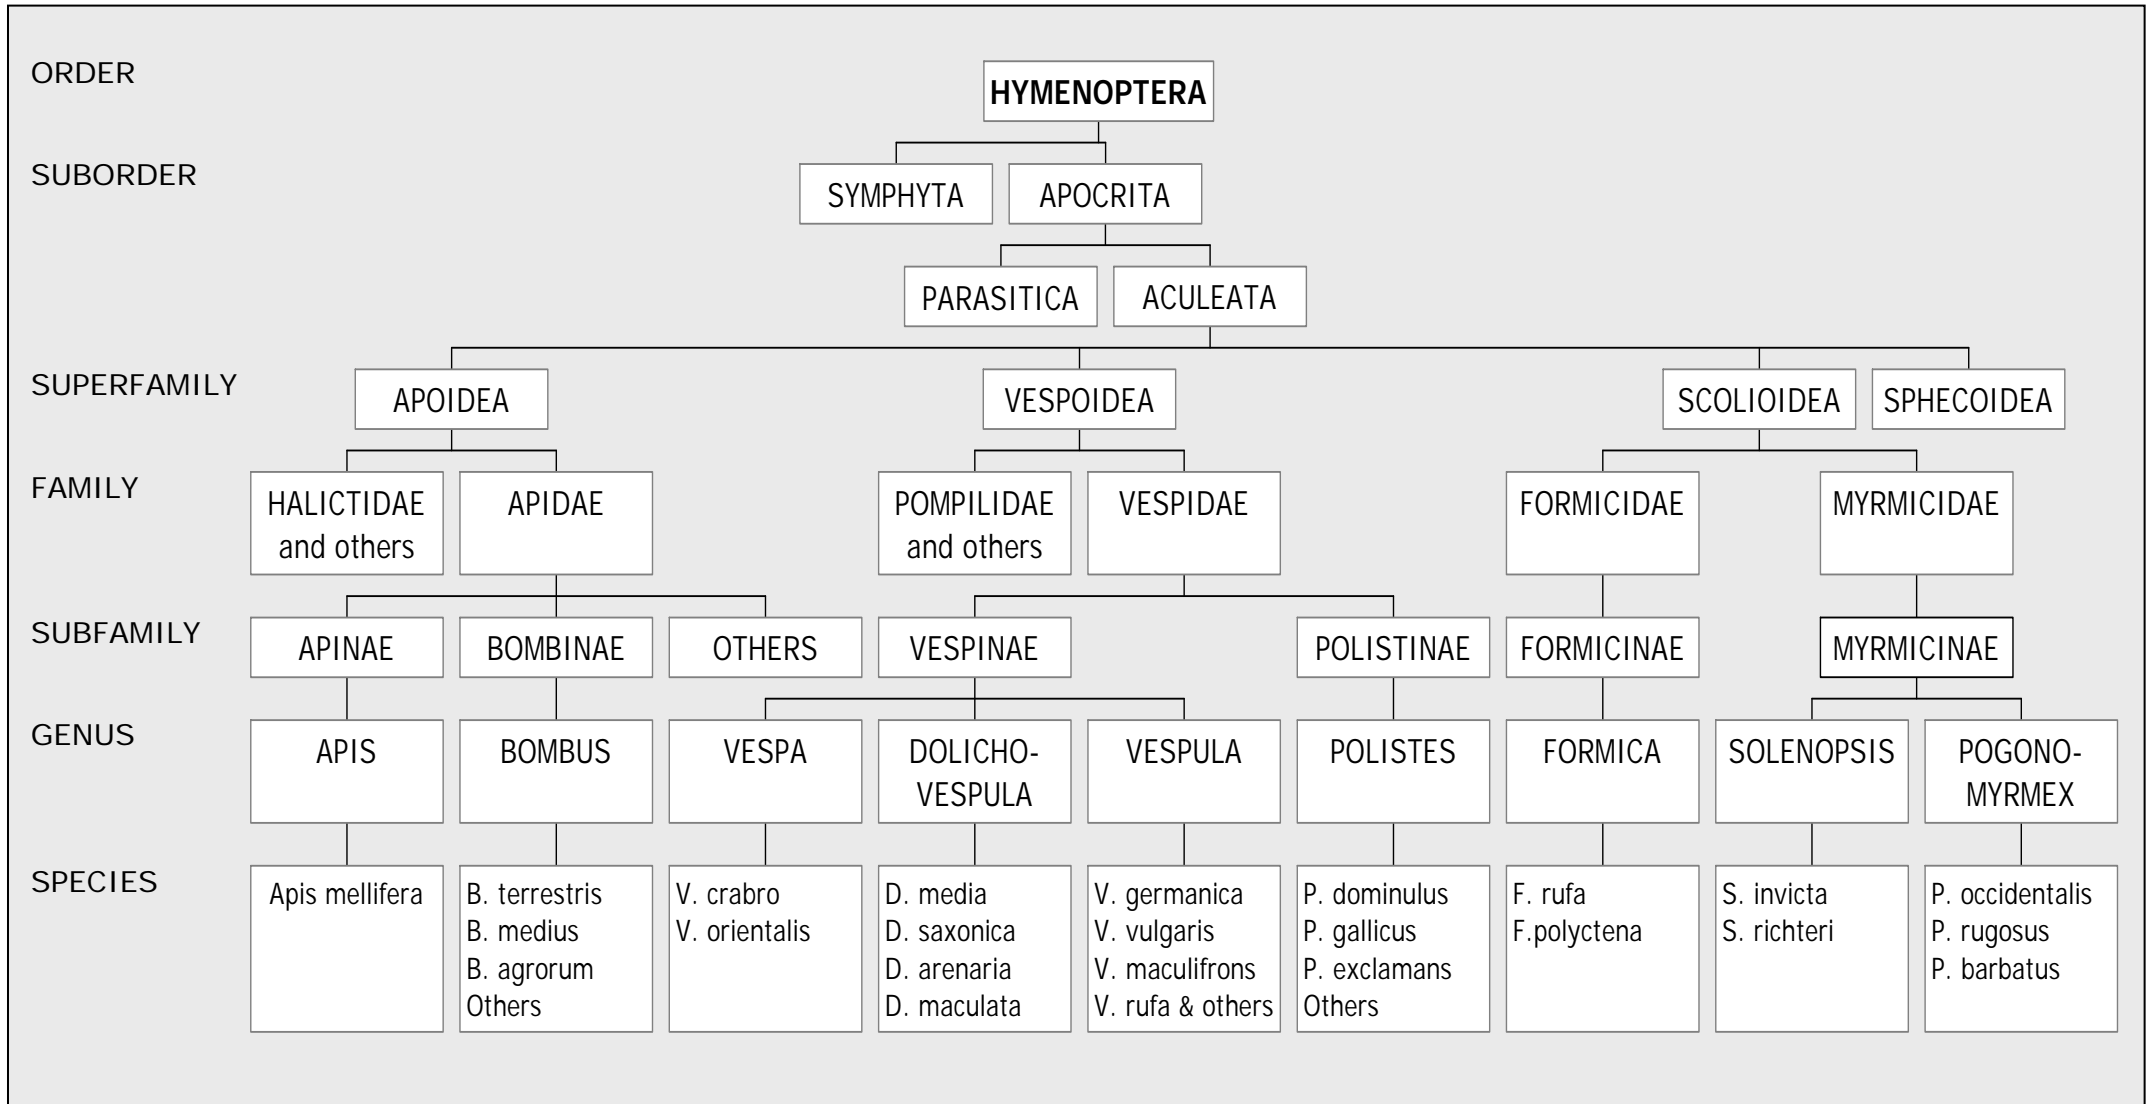 ORDER
HYMENOPTERA
SUBORDER
SYMPHYTA
APOCRITA
PARASITICA
ACULEATA
SUPERFAMILY
APOIDEA
VESPOIDEA
SCOLIOIDEA
SPHECOIDEA
FAMILY
HALICTIDAE
and others
APIDAE
POMPILIDAE
and others
VESPIDAE
FORMICIDAE
MYRMICIDAE
SUBFAMILY
APINAE
BOMBINAE
OTHERS
VESPINAE
POLISTINAE
FORMICINAE
MYRMICINAE
GENUS
APIS
BOMBUS
VESPA
DOLICHO-
VESPULA
VESPULA
POLISTES
FORMICA
SOLENOPSIS
POGONO-
MYRMEX
SPECIES
Apis mellifera
B. terrestris
B. medius
B. agrorum
Others
V. crabro
V. orientalis
D. media
D. saxonica
D. arenaria
D. maculata
V. germanica
V. vulgaris
V. maculifrons
V. rufa & others
P. dominulus
P. gallicus
P. exclamans
Others
F. rufa
F.polyctena
S. invicta
S. richteri
P. occidentalis
P. rugosus
P. barbatus